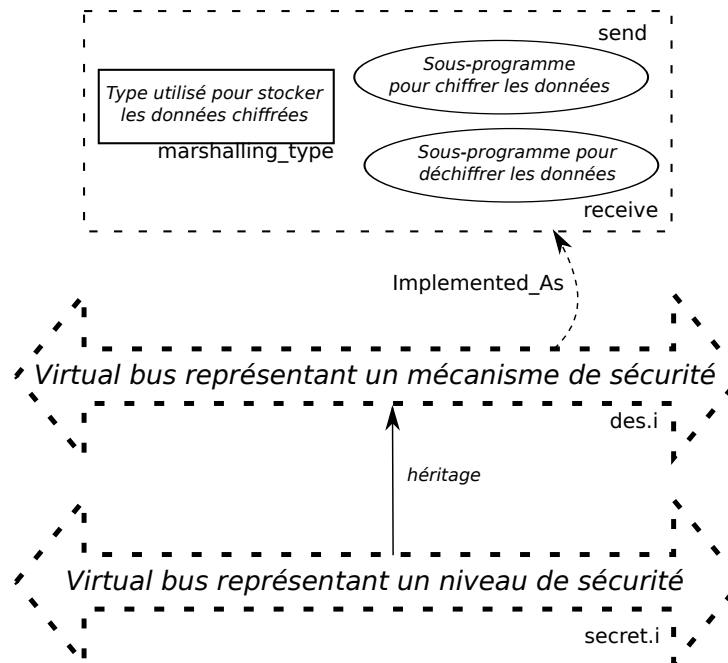 send
Sous-programme
pour chiffrer les données
Type utilisé pour stocker
les données chiffrées
marshalling_type
Sous-programme pour
déchiffrer les données
receive
Implemented_As
Virtual bus représentant un mécanisme de sécurité
des.i
héritage
Virtual bus représentant un niveau de sécurité
secret.i